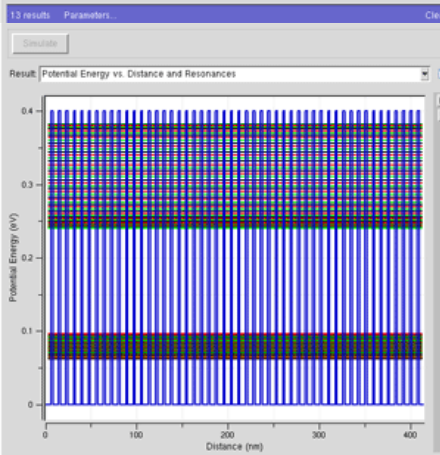 13 results Parameters... Cle
Simulate
Result: Potential Energy vs. Distance and Resonances
0.4
0.3
0.2
0.1
0
Potential Energy (eV)
0 100 200 300 400
Distance (nm)